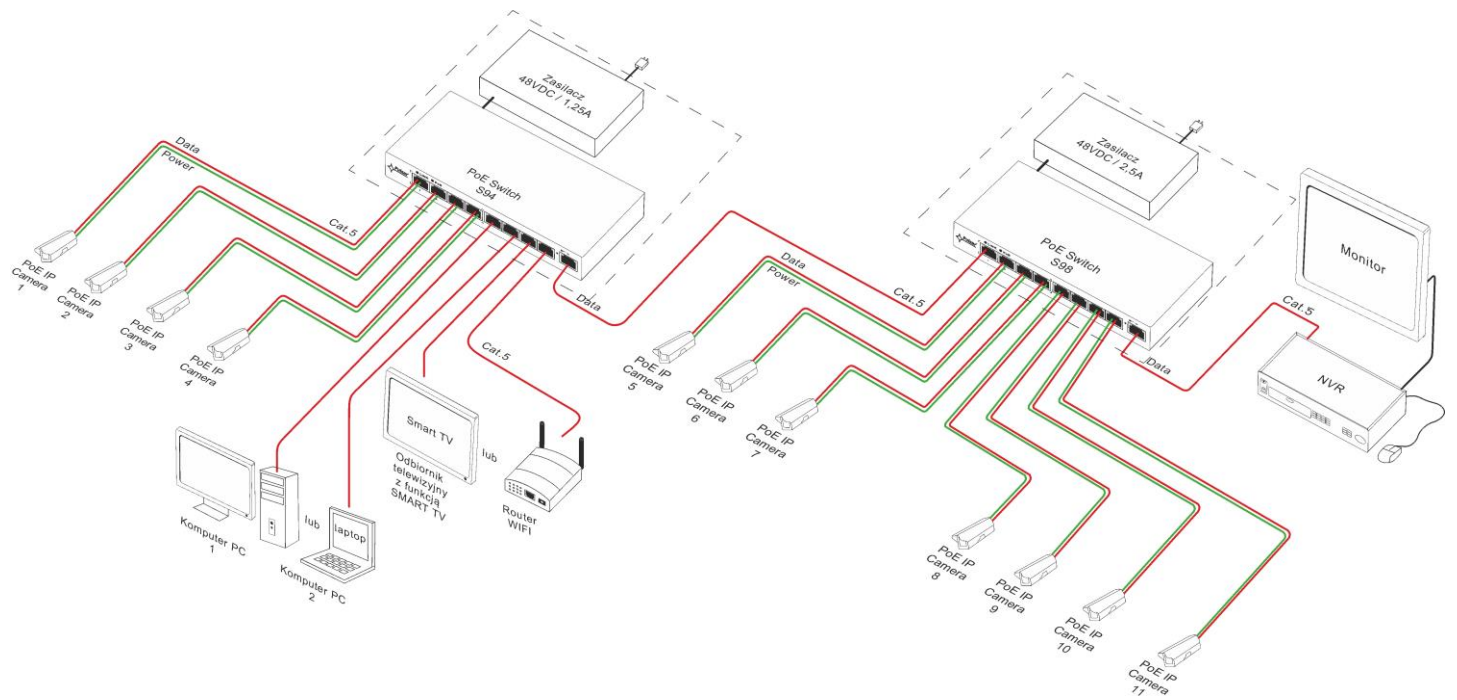 Zasilacz
48VDC / 1,25A
PoE Switch
S94
Data
Power
Cat.5
PoE IP
Camera
1
PoE IP
Camera
2
PoE IP
Camera
3
PoE IP
Camera
4
Data
Cat.5
Komputer PC
1
lub
laptop
Komputer PC
2
Smart TV
Odbiornik
telewizyjny
z funkcją
SMART TV
lub
Router
WIFI
Zasilacz
48VDC / 2,5A
PoE Switch
S98
Data
Power
Cat.5
PoE IP
Camera
5
PoE IP
Camera
6
PoE IP
Camera
7
PoE IP
Camera
8
PoE IP
Camera
9
PoE IP
Camera
10
PoE IP
Camera
11
Data
Cat.5
Monitor
NVR